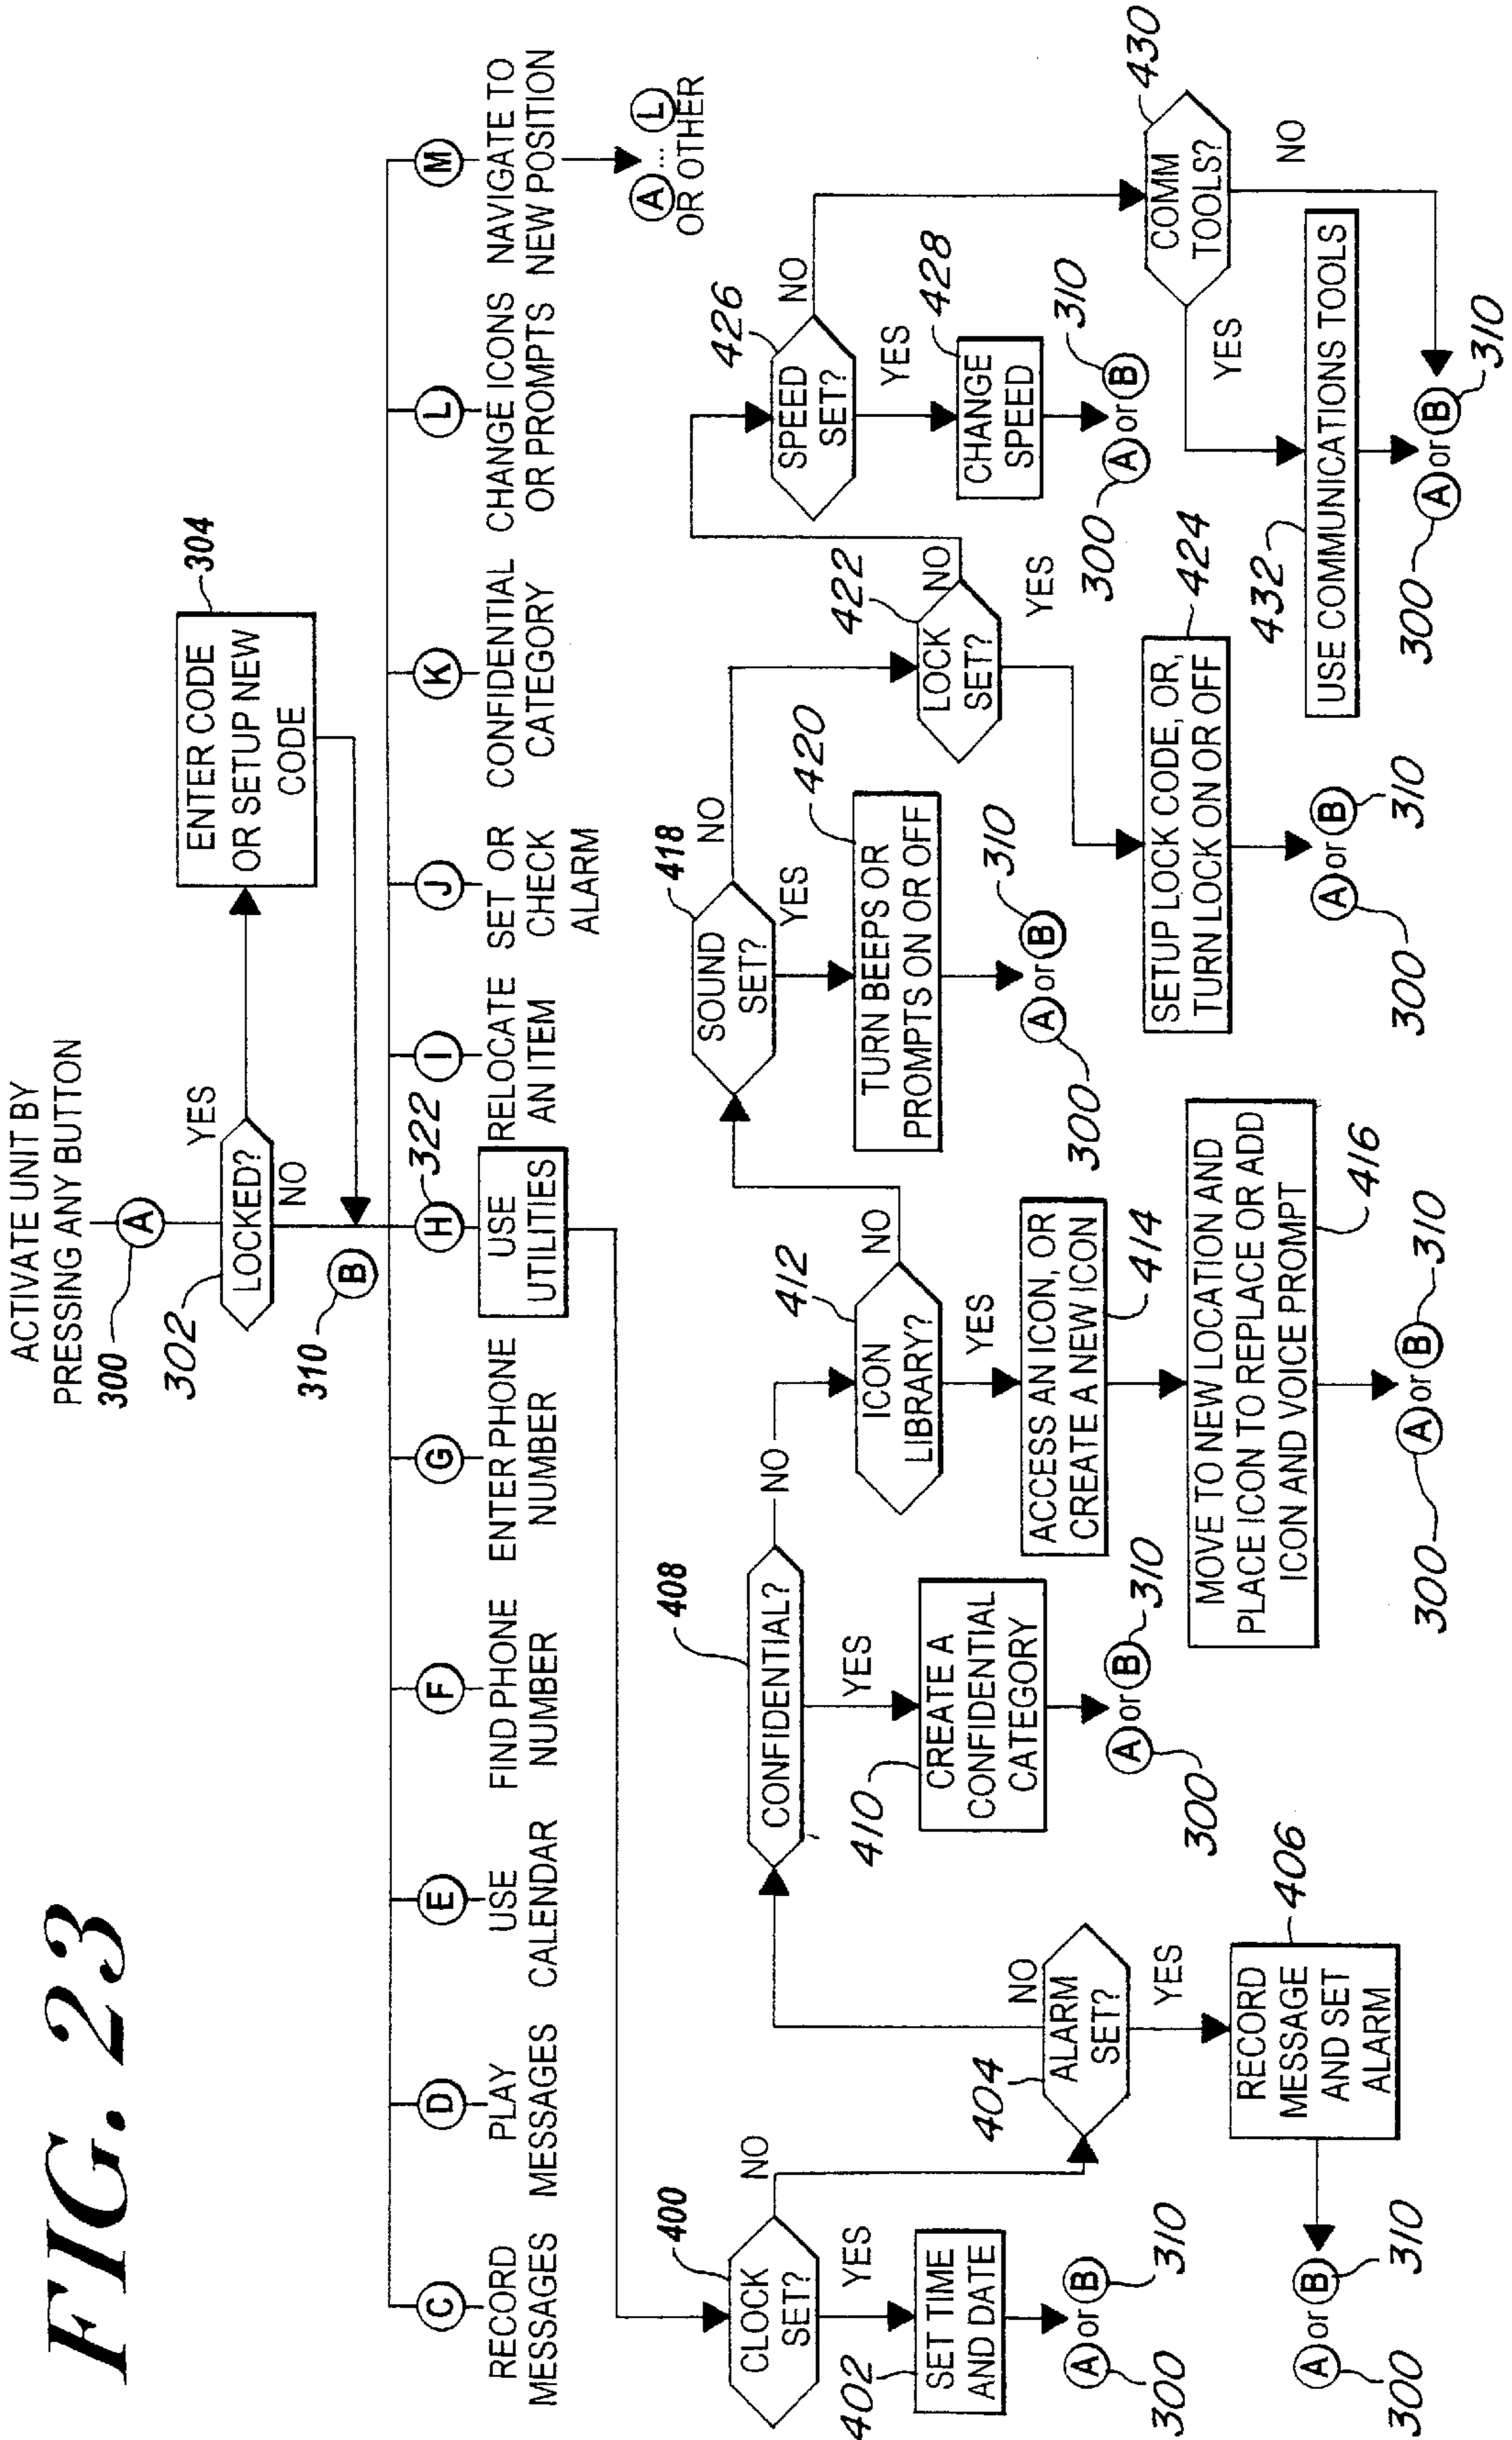 FIG. 23
ACTIVATE UNIT BY
PRESSING ANY BUTTON
300
A
302
LOCKED?
YES
NO
ENTER CODE
OR SETUP NEW
CODE
304
310
B
C
RECORD
MESSAGES
D
PLAY
MESSAGES
E
USE
CALENDAR
F
FIND PHONE
NUMBER
G
ENTER PHONE
NUMBER
H
322
USE
UTILITIES
I
RELOCATE
AN ITEM
J
SET OR
CHECK
ALARM
K
CONFIDENTIAL
CATEGORY
L
CHANGE ICONS
OR PROMPTS
M
NAVIGATE TO
NEW POSITION
A ... L
OR OTHER
400
CLOCK
SET?
NO
YES
402
SET TIME
AND DATE
A or B
300
310
404
ALARM
SET?
NO
YES
406
RECORD
MESSAGE
AND SET
ALARM
A or B
300
310
408
CONFIDENTIAL?
NO
YES
410
CREATE A
CONFIDENTIAL
CATEGORY
A or B
300
310
412
ICON
LIBRARY?
NO
YES
ACCESS AN ICON, OR
CREATE A NEW ICON
414
MOVE TO NEW LOCATION AND
PLACE ICON TO REPLACE OR ADD
ICON AND VOICE PROMPT
416
A or B
300
310
418
SOUND
SET?
NO
YES
420
TURN BEEPS OR
PROMPTS ON OR OFF
A or B
300
310
422
LOCK
SET?
NO
YES
424
SETUP LOCK CODE, OR,
TURN LOCK ON OR OFF
A or B
300
310
426
SPEED
SET?
NO
YES
428
CHANGE
SPEED
A or B
300
310
430
COMM
TOOLS?
NO
YES
432
USE COMMUNICATIONS TOOLS
A or B
300
310